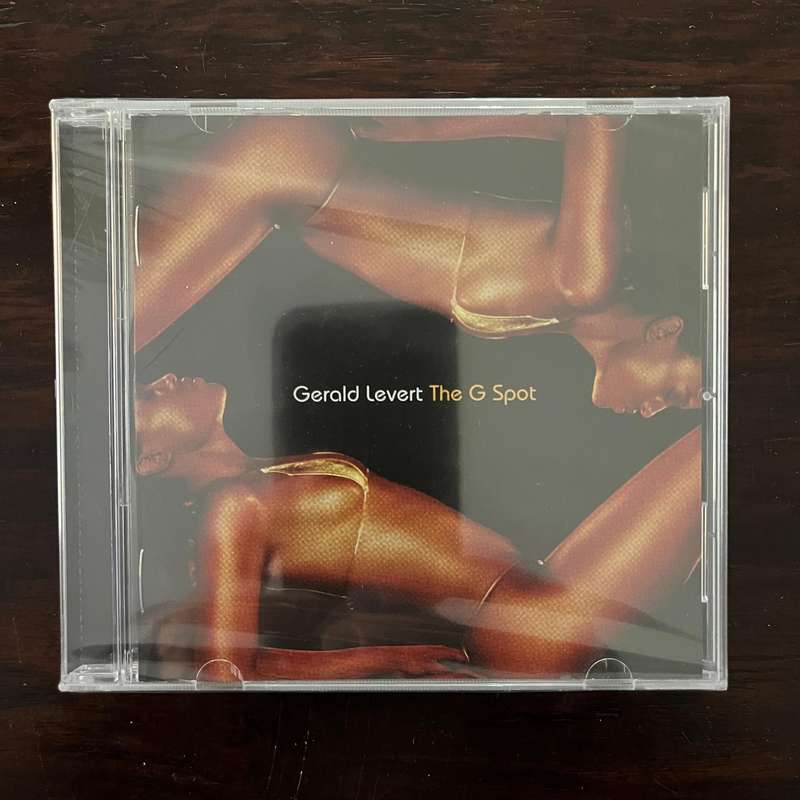 Gerald Levert The G Spot